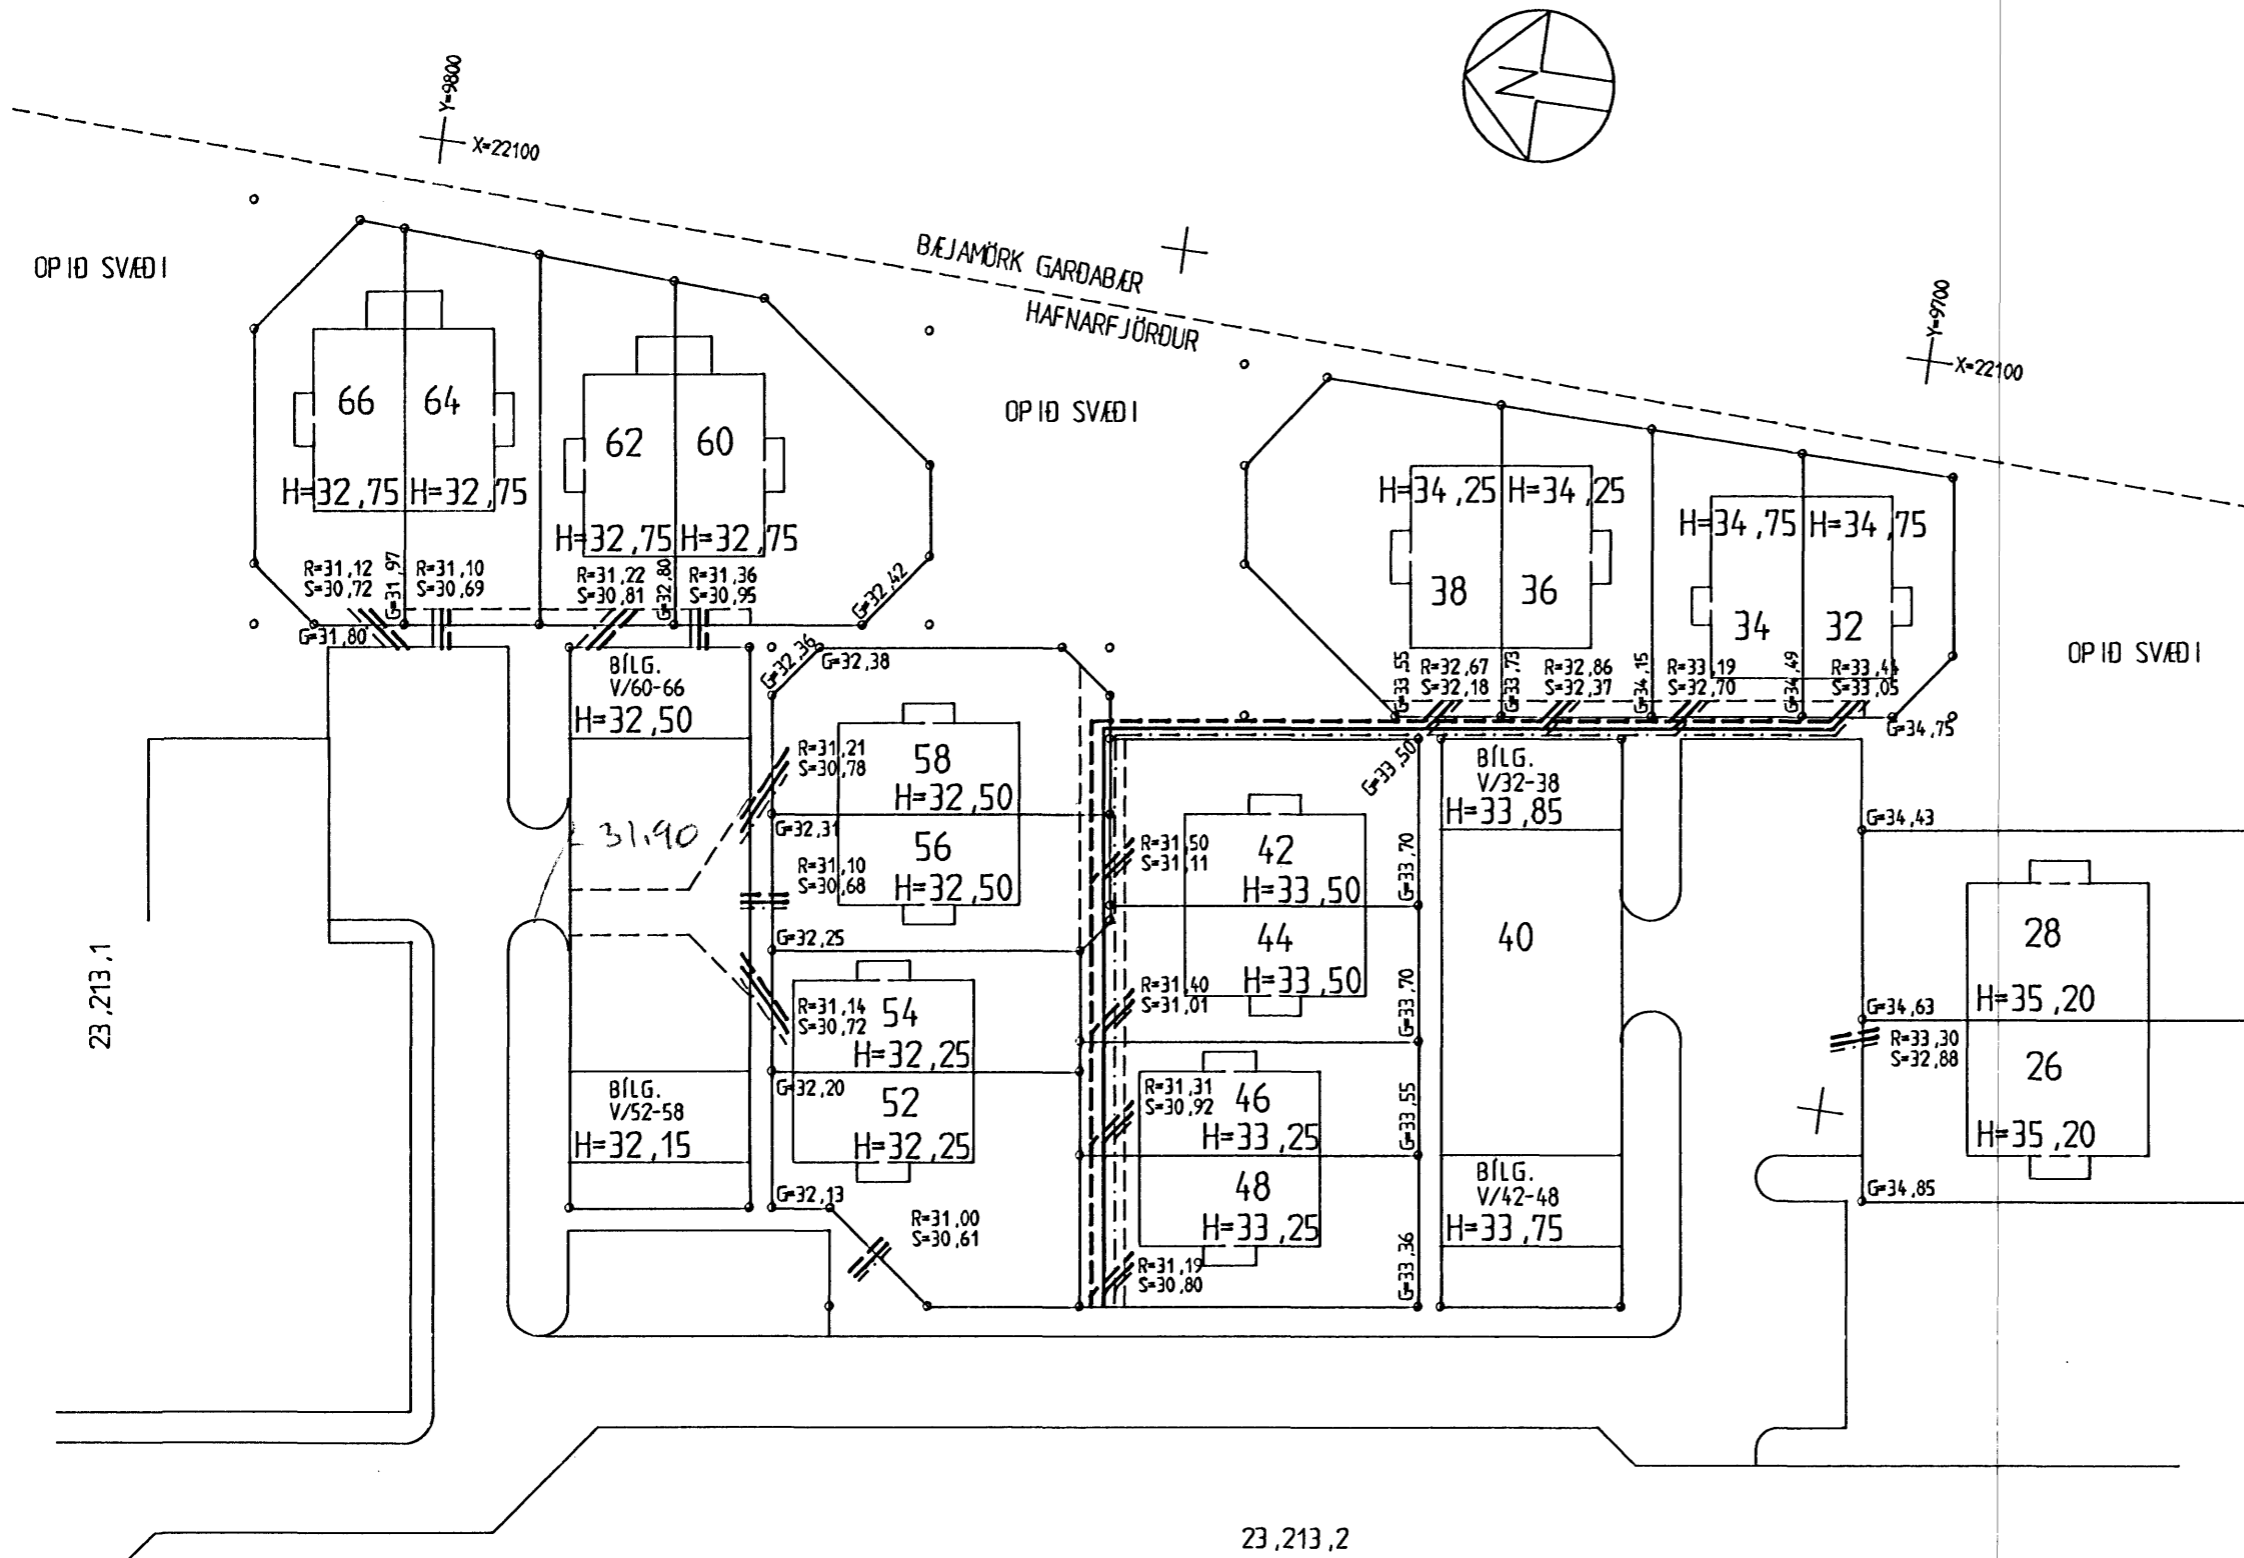 Y=9800
X=22100
N
OPIÐ SVÆÐI
BÆJAMÖRK GARÐABÆR
HAFNARFJÖRÐUR
Y=9700
X=22100
OPIÐ SVÆÐI
66
64
H=32,75
H=32,75
62
60
H=32,75
H=32,75
R=31,12
S=30,72
G=31,97
R=31,10
S=30,69
R=31,22
S=30,81
G=32,80
R=31,36
S=30,95
G=32,42
G=31,80
H=34,25
H=34,25
38
36
H=34,75
H=34,75
34
32
OPIÐ SVÆÐI
G=33,55
R=32,67
S=32,18
G=33,73
R=32,86
S=32,37
G=34,15
R=33,19
S=32,70
G=34,49
S=33,05
G=34,75
BÍLG.
V/60-66
H=32,50
G=32,36
G=32,38
R=31,21
S=30,78
58
H=32,50
G=32,31
56
H=32,50
R=31,10
S=30,68
31,90
G=32,25
R=31,14
S=30,72
54
H=32,25
G=32,20
52
H=32,25
BÍLG.
V/52-58
H=32,15
G=32,13
R=31,00
S=30,61
G=33,50
R=31,50
S=31,11
42
H=33,50
G=33,70
44
H=33,50
R=31,40
S=31,01
G=33,70
R=31,31
S=30,92
46
H=33,25
G=33,55
48
H=33,25
R=31,19
S=30,80
G=33,36
BÍLG.
V/32-38
H=33,85
40
BÍLG.
V/42-48
H=33,75
G=34,43
28
H=35,20
G=34,63
R=33,30
S=32,88
26
H=35,20
G=34,85
23,213,1
23,213,2